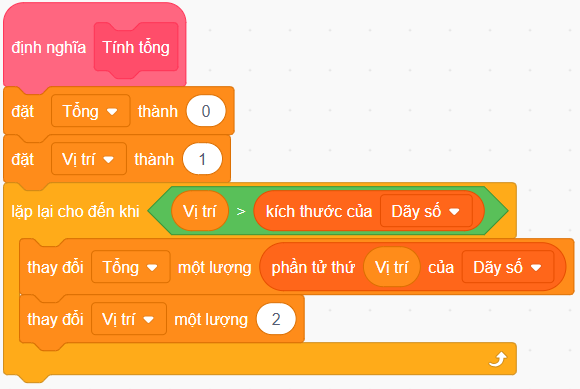 định nghĩa Tính tổng
đặt Tổng thành 0
đặt Vị trí thành 1
lặp lại cho đến khi Vị trí > kích thước của Dãy số
thay đổi Tổng một lượng phần tử thứ Vị trí của Dãy số
thay đổi Vị trí một lượng 2